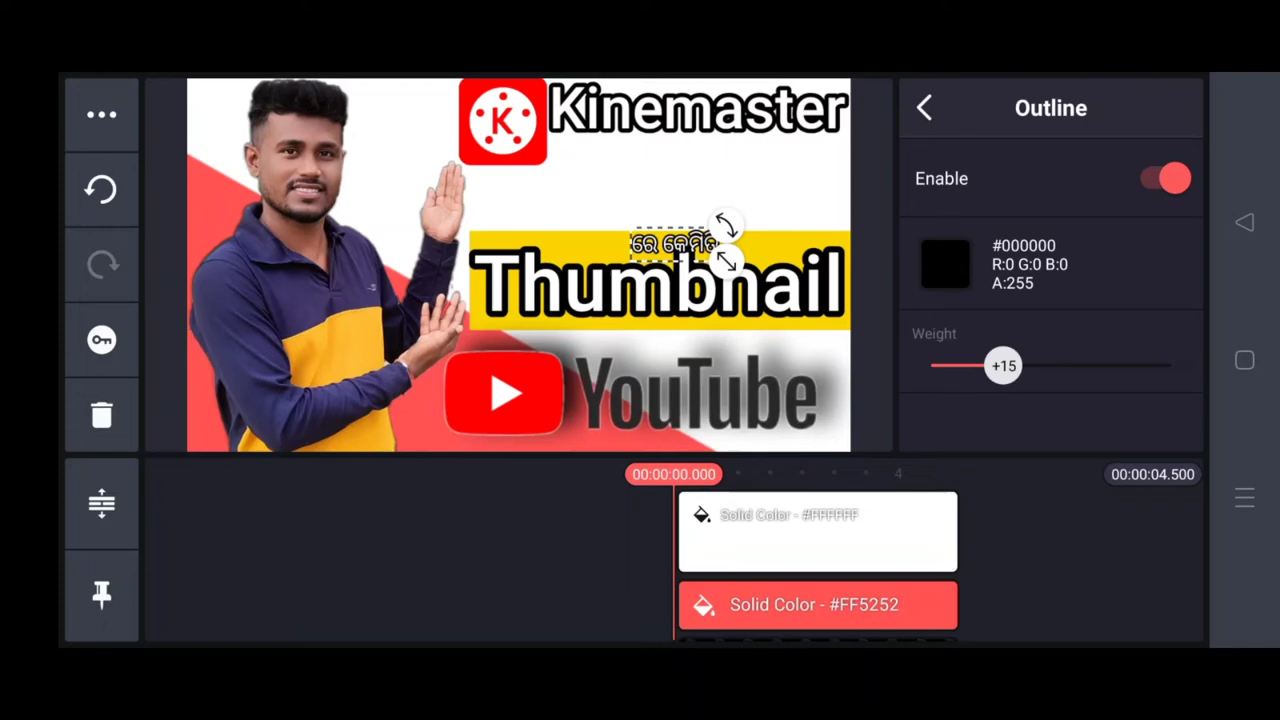 Outline
Kinemaster
K
Enable
#000000
R:0 G:0 B:0
A:255
ରେ କେମିତି
Thumbnail
Weight
+15
YouTube
00:00:00.000
4
00:00:04.500
Solid Color - #FFFFFF
Solid Color - #FF5252